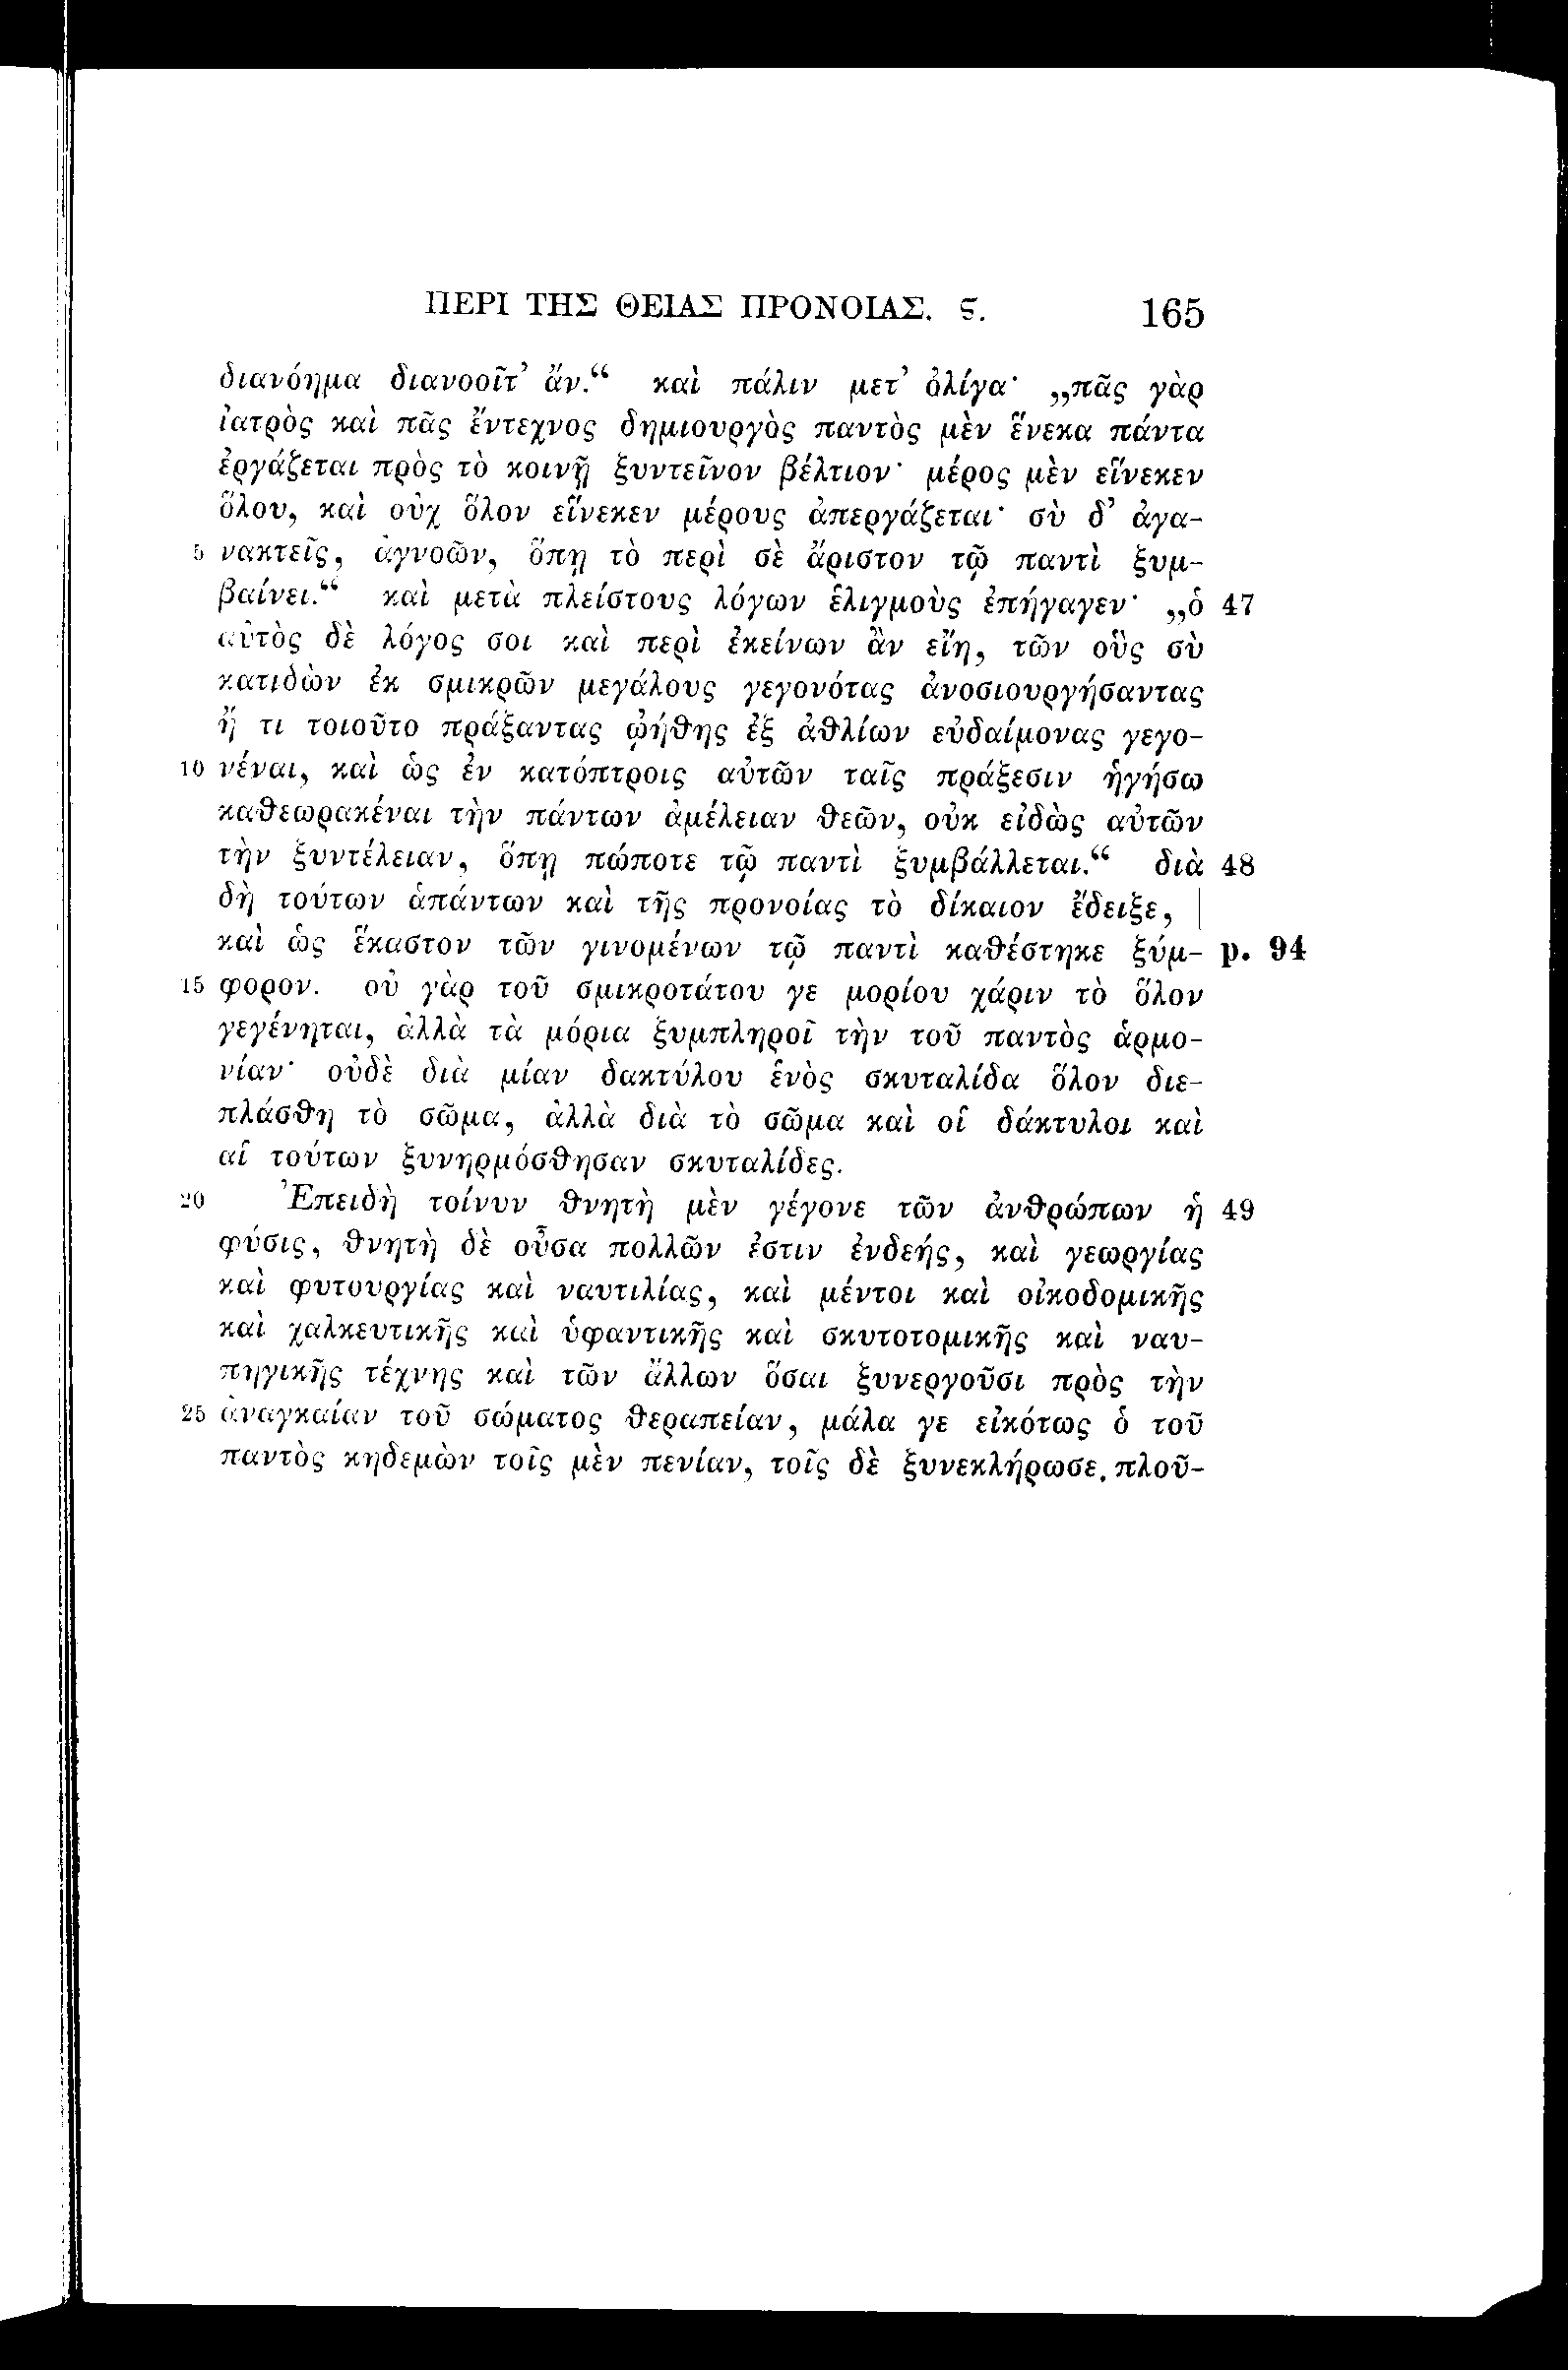 ΠΕΡΙ ΤΗΣ ΘΕΙΑΣ ΠΡΟΝΟΙΑΣ. Ϛ. 165
διανόημα διανοοῖτ’ ἄν.“ καὶ πάλιν μετ’ ὀλίγα· „πᾶς γὰρ
ἰατρὸς καὶ πᾶς ἔντεχνος δημιουργὸς παντὸς μὲν ἕνεκα πάντα
ἐργάζεται πρὸς τὸ κοινῇ ξυντεῖνον βέλτιον· μέρος μὲν εἵνεκεν
ὅλου, καὶ οὐχ ὅλον εἵνεκεν μέρους ἀπεργάζεται· σὺ δ’ ἀγα-
5 νακτεῖς, ἀγνοῶν, ὅπῃ τὸ περὶ σὲ ἄριστον τῷ παντὶ ξυμ-
βαίνει.“ καὶ μετὰ πλείστους λόγων ἑλιγμοὺς ἐπήγαγεν· „ὁ 47
αὐτὸς δὲ λόγος σοι καὶ περὶ ἐκείνων ἂν εἴη, τῶν οὓς σὺ
κατιδὼν ἐκ σμικρῶν μεγάλους γεγονότας ἀνοσιουργήσαντας
ἤ τι τοιοῦτο πράξαντας ᾠήθης ἐξ ἀθλίων εὐδαίμονας γεγο-
10 νέναι, καὶ ὡς ἐν κατόπτροις αὐτῶν ταῖς πράξεσιν ἡγήσω
καθεωρακέναι τὴν πάντων ἀμέλειαν θεῶν, οὐκ εἰδὼς αὐτῶν
τὴν ξυντέλειαν, ὅπῃ πώποτε τῷ παντὶ ξυμβάλλεται.“ διὰ 48
δὴ τούτων ἁπάντων καὶ τῆς προνοίας τὸ δίκαιον ἔδειξε, |
καὶ ὡς ἕκαστον τῶν γινομένων τῷ παντὶ καθέστηκε ξύμ- p. 94
15 φορον. οὐ γὰρ τοῦ σμικροτάτου γε μορίου χάριν τὸ ὅλον
γεγένηται, ἀλλὰ τὰ μόρια ξυμπληροῖ τὴν τοῦ παντὸς ἁρμο-
νίαν· οὐδὲ διὰ μίαν δακτύλου ἑνὸς σκυταλίδα ὅλον διε-
πλάσθη τὸ σῶμα, ἀλλὰ διὰ τὸ σῶμα καὶ οἱ δάκτυλοι καὶ
αἱ τούτων ξυνηρμόσθησαν σκυταλίδες.
20 Ἐπειδὴ τοίνυν θνητὴ μὲν γέγονε τῶν ἀνθρώπων ἡ 49
φύσις, θνητὴ δὲ οὖσα πολλῶν ἐστιν ἐνδεής, καὶ γεωργίας
καὶ φυτουργίας καὶ ναυτιλίας, καὶ μέντοι καὶ οἰκοδομικῆς
καὶ χαλκευτικῆς καὶ ὑφαντικῆς καὶ σκυτοτομικῆς καὶ ναυ-
πηγικῆς τέχνης καὶ τῶν ἄλλων ὅσαι ξυνεργοῦσι πρὸς τὴν
25 ἀναγκαίαν τοῦ σώματος θεραπείαν, μάλα γε εἰκότως ὁ τοῦ
παντὸς κηδεμὼν τοῖς μὲν πενίαν, τοῖς δὲ ξυνεκλήρωσε. πλοῦ-